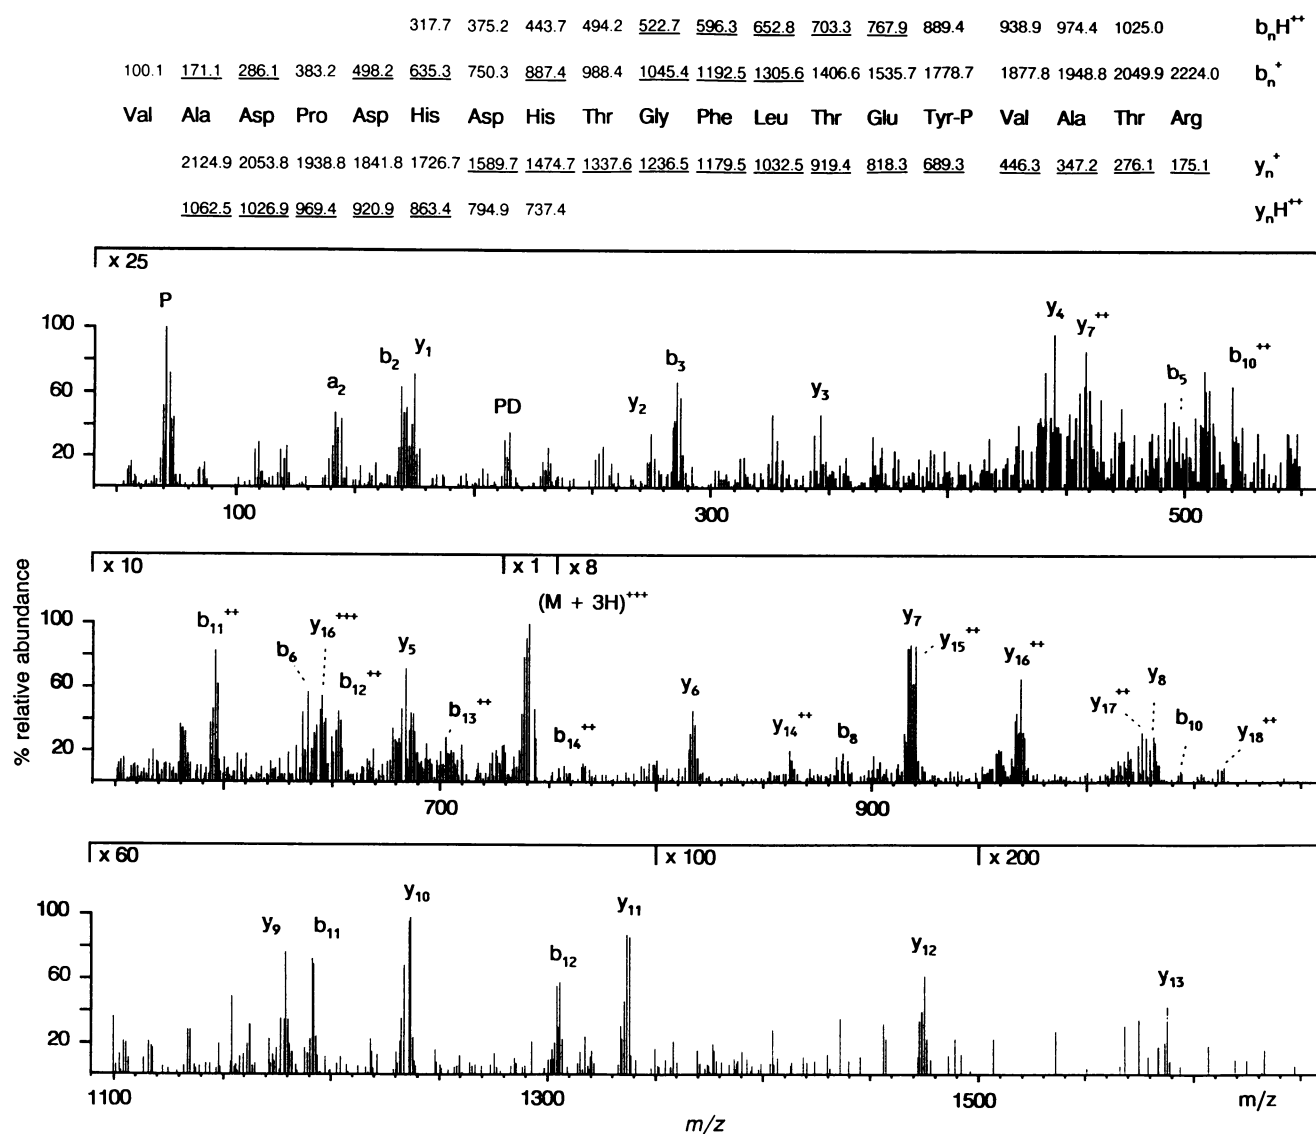 317.7 375.2 443.7 494.2 522.7 596.3 652.8 703.3 767.9 889.4 938.9 974.4 1025.0 bnH++
100.1 171.1 286.1 383.2 498.2 635.3 750.3 887.4 988.4 1045.4 1192.5 1305.6 1406.6 1535.7 1778.7 1877.8 1948.8 2049.9 2224.0 bn+
Val Ala Asp Pro Asp His Asp His Thr Gly Phe Leu Thr Glu Tyr-P Val Ala Thr Arg
2124.9 2053.8 1938.8 1841.8 1726.7 1589.7 1474.7 1337.6 1236.5 1179.5 1032.5 919.4 818.3 689.3 446.3 347.2 276.1 175.1 yn+
1062.5 1026.9 969.4 920.9 863.4 794.9 737.4 ynH++
x 25
P a2 b2 y1 PD y2 b3 y3 y4 y7++ b5 b10++
100
60
20
100 300 500
x 10 x 1 x 8
(M + 3H)+++
b11++ b6 y16+++ b12++ y5 b13++ b14++ y6 y14++ b8 y7 y15++ y16++ y17++ y8 b10 y18++
100
60
20
700 900
% relative abundance
x 60 x 100 x 200
y9 b11 y10 b12 y11 y12 y13
100
60
20
1100 1300 1500 m/z
m/z